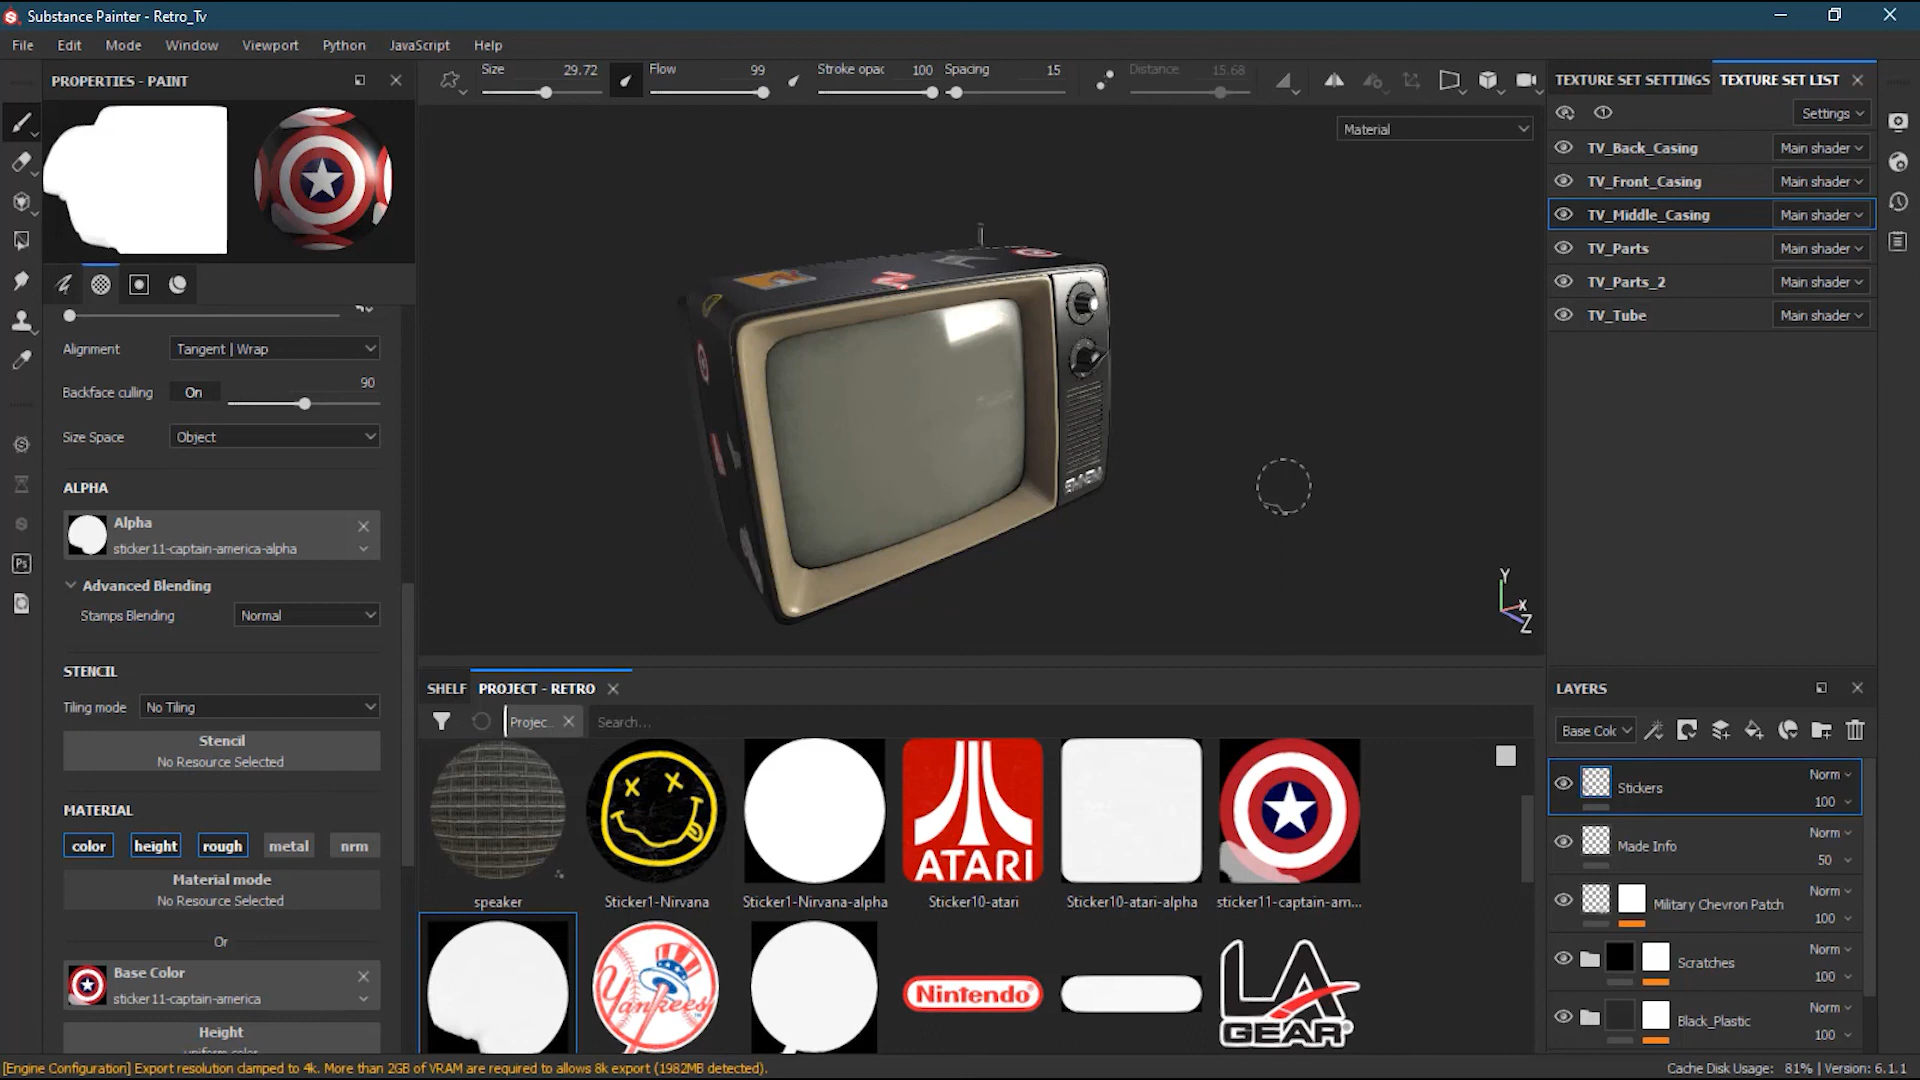 Substance Painter - Retro_Tv
File Edit Mode Window Viewport Python JavaScript Help
PROPERTIES - PAINT
Size 29.72 Flow 99 Stroke opac 100 Spacing 15 Distance 15.68
Material
Alignment Tangent | Wrap
Backface culling On 90
Size Space Object
ALPHA
Alpha
sticker11-captain-america-alpha
Advanced Blending
Stamps Blending Normal
STENCIL
Tiling mode No Tiling
Stencil
No Resource Selected
MATERIAL
color height rough metal nrm
Material mode
No Resource Selected
Or
Base Color
sticker11-captain-america
Height
uniform color
Ps
Y
X
Z
SHELF PROJECT - RETRO
Projec... Search...
ATARI
speaker Sticker1-Nirvana Sticker1-Nirvana-alpha Sticker10-atari Sticker10-atari-alpha sticker11-captain-am...
Yankees Nintendo LA GEAR
TEXTURE SET SETTINGS TEXTURE SET LIST
Settings
TV_Back_Casing Main shader
TV_Front_Casing Main shader
TV_Middle_Casing Main shader
TV_Parts Main shader
TV_Parts_2 Main shader
TV_Tube Main shader
LAYERS
Base Colc
Stickers Norm 100
Made Info Norm 50
Military Chevron Patch Norm 100
Scratches Norm 100
Black_Plastic Norm 100
[Engine Configuration] Export resolution clamped to 4k. More than 2GB of VRAM are required to allows 8k export (1982MB detected).
Cache Disk Usage: 81% | Version: 6.1.1